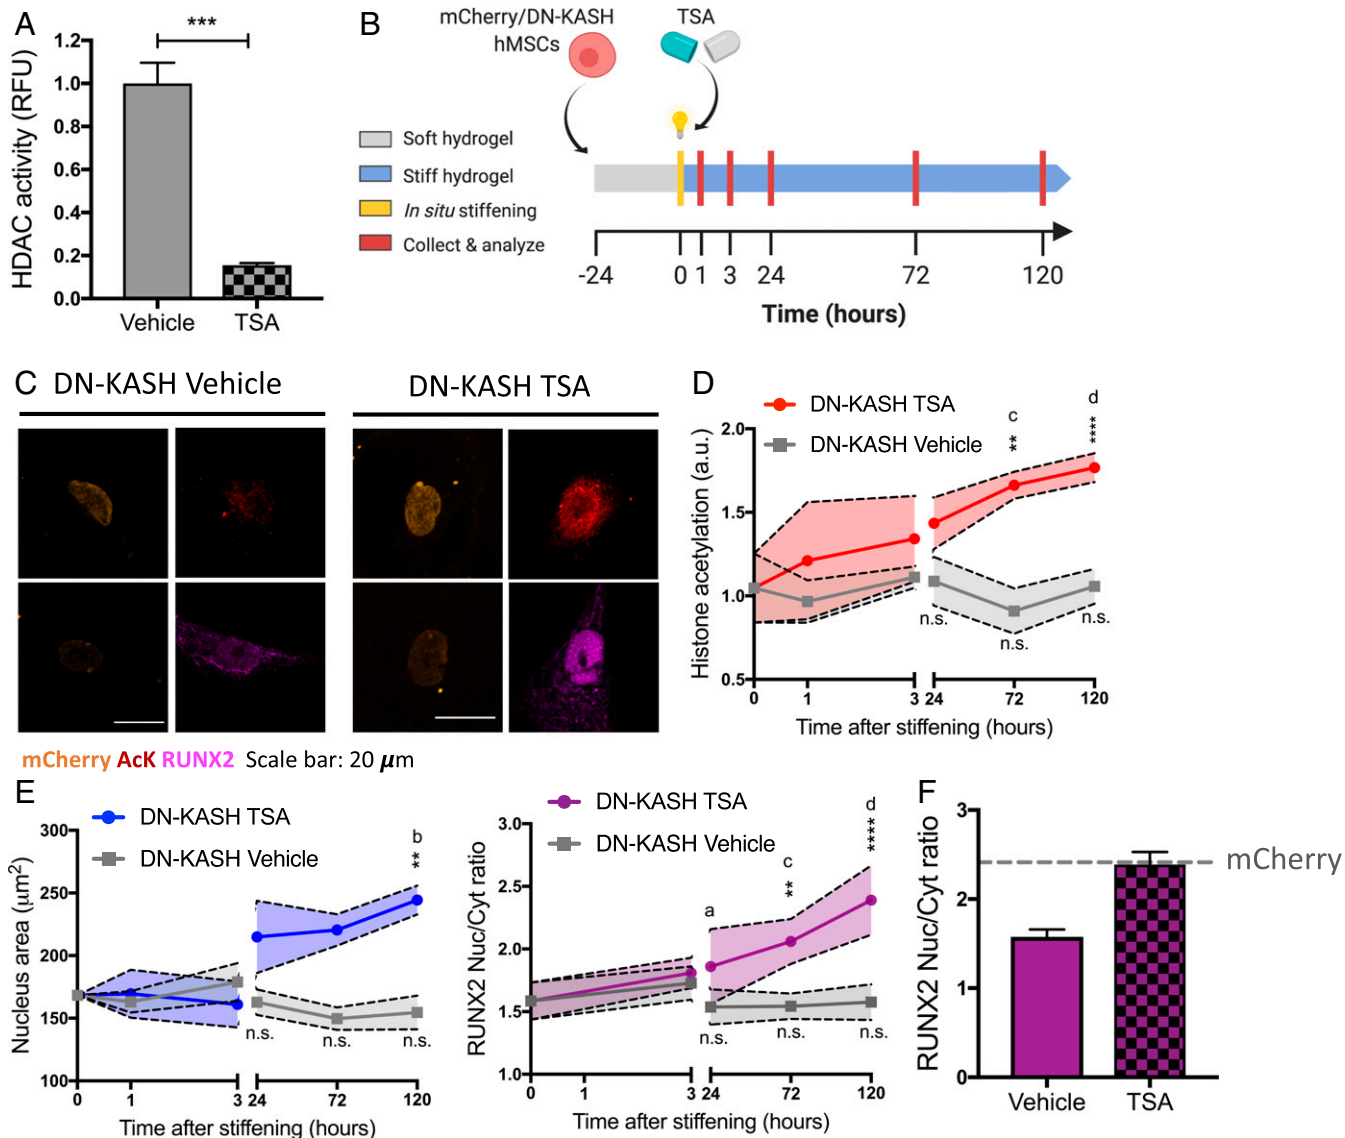 A
***
HDAC activity (RFU)
1.2
1.0
0.8
0.6
0.4
0.2
0.0
Vehicle TSA
B
mCherry/DN-KASH
hMSCs
TSA
Soft hydrogel
Stiff hydrogel
In situ stiffening
Collect & analyze
-24 0 1 3 24 72 120
Time (hours)
C
DN-KASH Vehicle
DN-KASH TSA
mCherry AcK RUNX2 Scale bar: 20 μm
D
DN-KASH TSA
DN-KASH Vehicle
c
**
d
****
Histone acetylation (a.u.)
2.0
1.5
1.0
0.5
n.s.
n.s.
n.s.
0 1 3 24 72 120
Time after stiffening (hours)
E
DN-KASH TSA
DN-KASH Vehicle
b
**
Nucleus area (μm2)
300
250
200
150
100
n.s.
n.s.
n.s.
0 1 3 24 72 120
Time after stiffening (hours)
DN-KASH TSA
DN-KASH Vehicle
a
c
**
d
****
RUNX2 Nuc/Cyt ratio
3.0
2.5
2.0
1.5
1.0
n.s.
n.s.
n.s.
0 1 3 24 72 120
Time after stiffening (hours)
F
RUNX2 Nuc/Cyt ratio
3
2
1
0
mCherry
Vehicle TSA